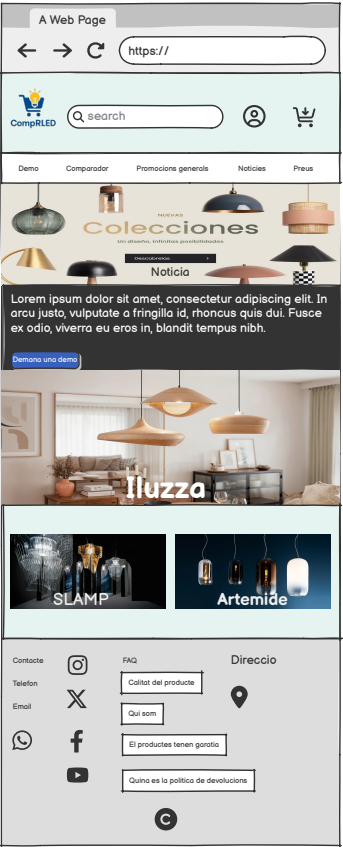 A Web Page
https://
CompRLED
search
Demo
Comparador
Promocions generals
Noticies
Preus
NUEVAS
Colecciones
Un diseño, infinitas posibilidades
Descubrelas
Noticia
Lorem ipsum dolor sit amet, consectetur adipiscing elit. In
arcu justo, vulputate a fringilla id, rhoncus quis dui. Fusce
ex odio, viverra eu eros in, blandit tempus nibh.
Demana una demo
Iluzza
SLAMP
Artemide
Contacte
Telefon
Email
FAQ
Calitat del producte
Qui som
El productes tenen garatia
Quina es la politica de devolucions
Direccio
C